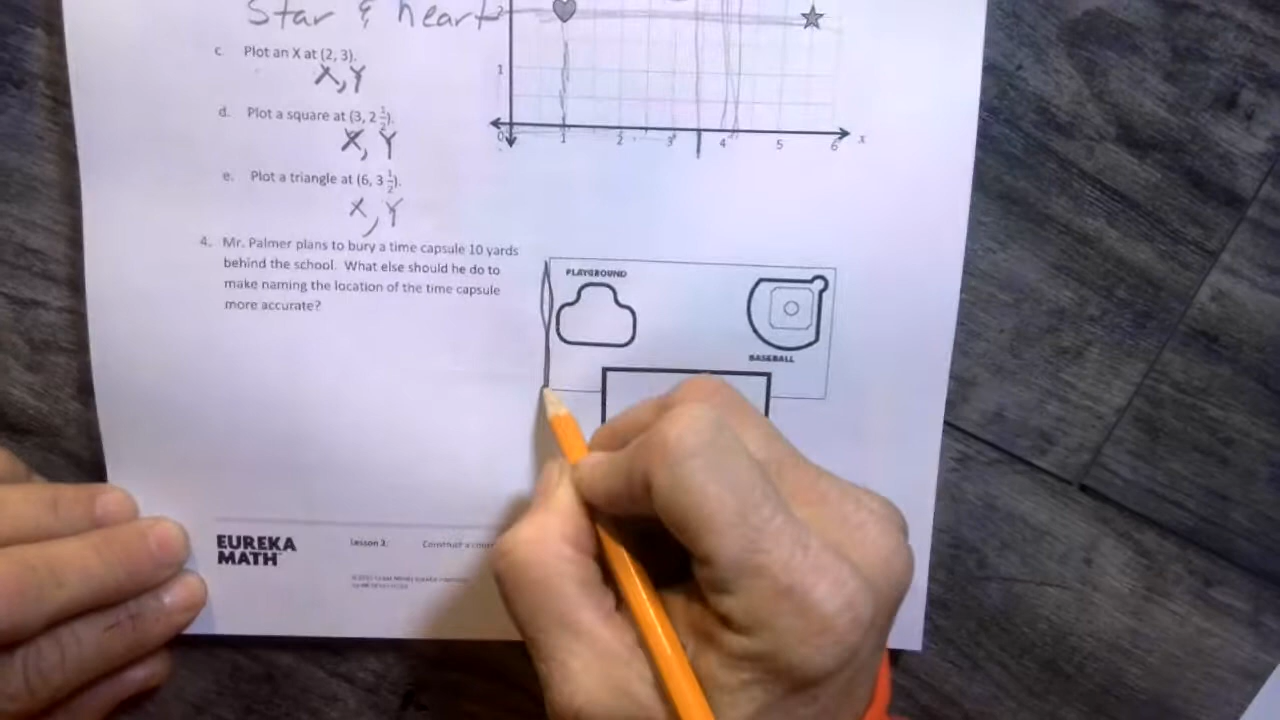 Star & heart
2
c. Plot an X at (2, 3).
X, Y
1
d. Plot a square at (3, 2 1/2).
X, Y
0 1 2 3 4 5 6 x
e. Plot a triangle at (6, 3 1/2).
X, Y
4. Mr. Palmer plans to bury a time capsule 10 yards
behind the school. What else should he do to
make naming the location of the time capsule
more accurate?
PLAYGROUND
BASEBALL
EUREKA
MATH
Lesson 2:
Construct a